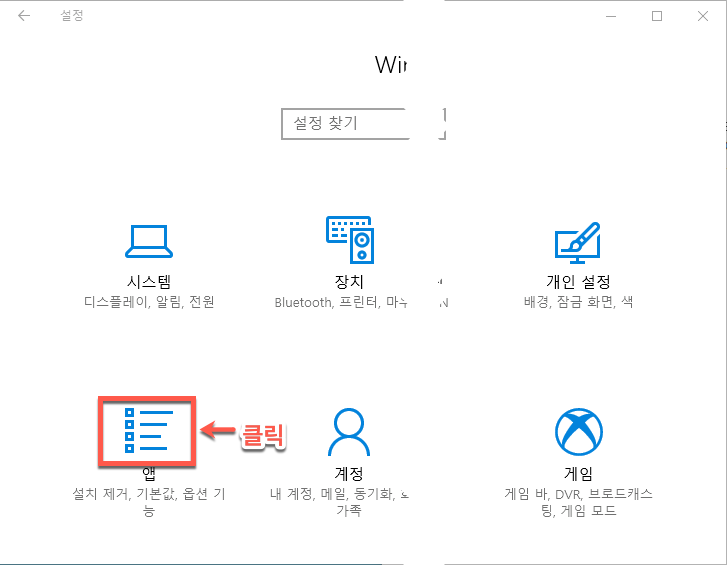 설정
설정 찾기
시스템
장치
개인 설정
디스플레이, 알림, 전원
Bluetooth, 프린터,
배경, 잠금 화면, 색
클릭
앱
계정
게임
설치 제거, 기본값, 옵션 기
능
내 계정, 메일, 동기화,
가족
게임 바, DVR, 브로드캐스
팅, 게임 모드